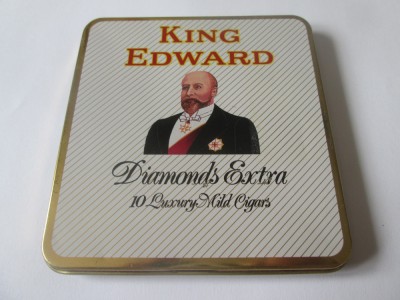 KING
EDWARD
Diamonds Extra
10 Luxury Mild Cigars